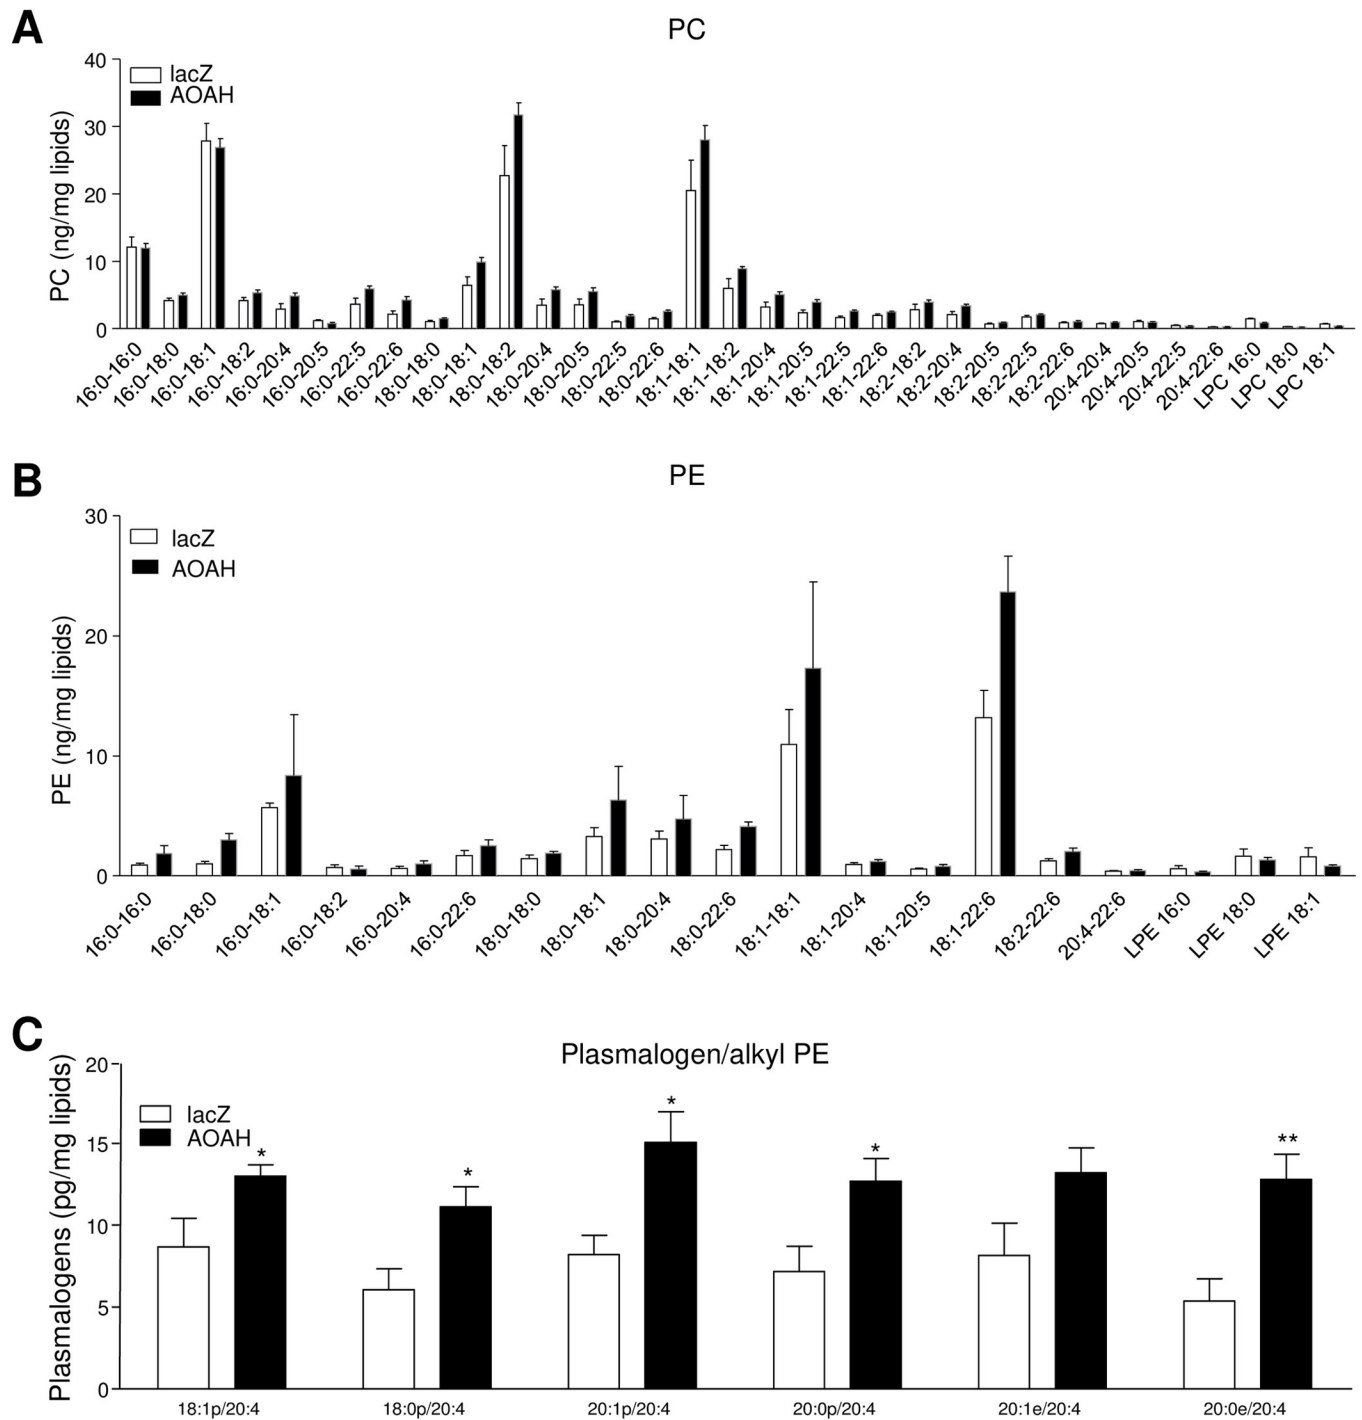 A
PC
PC (ng/mg lipids)
40
30
20
10
0
lacZ
AOAH
16:0-16:0
16:0-18:0
16:0-18:1
16:0-18:2
16:0-20:4
16:0-20:5
16:0-22:5
16:0-22:6
18:0-18:0
18:0-18:1
18:0-18:2
18:0-20:4
18:0-20:5
18:0-22:5
18:0-22:6
18:1-18:1
18:1-18:2
18:1-20:4
18:1-20:5
18:1-22:5
18:1-22:6
18:2-18:2
18:2-20:4
18:2-20:5
18:2-22:5
18:2-22:6
20:4-20:4
20:4-20:5
20:4-22:5
20:4-22:6
LPC 16:0
LPC 18:0
LPC 18:1
B
PE
PE (ng/mg lipids)
30
20
10
0
lacZ
AOAH
16:0-16:0
16:0-18:0
16:0-18:1
16:0-18:2
16:0-20:4
16:0-22:6
18:0-18:0
18:0-18:1
18:0-20:4
18:0-22:6
18:1-18:1
18:1-20:4
18:1-20:5
18:1-22:6
18:2-22:6
20:4-22:6
LPE 16:0
LPE 18:0
LPE 18:1
C
Plasmalogen/alkyl PE
Plasmalogens (pg/mg lipids)
20
15
10
5
0
lacZ
AOAH
*
*
*
*
**
18:1p/20:4
18:0p/20:4
20:1p/20:4
20:0p/20:4
20:1e/20:4
20:0e/20:4